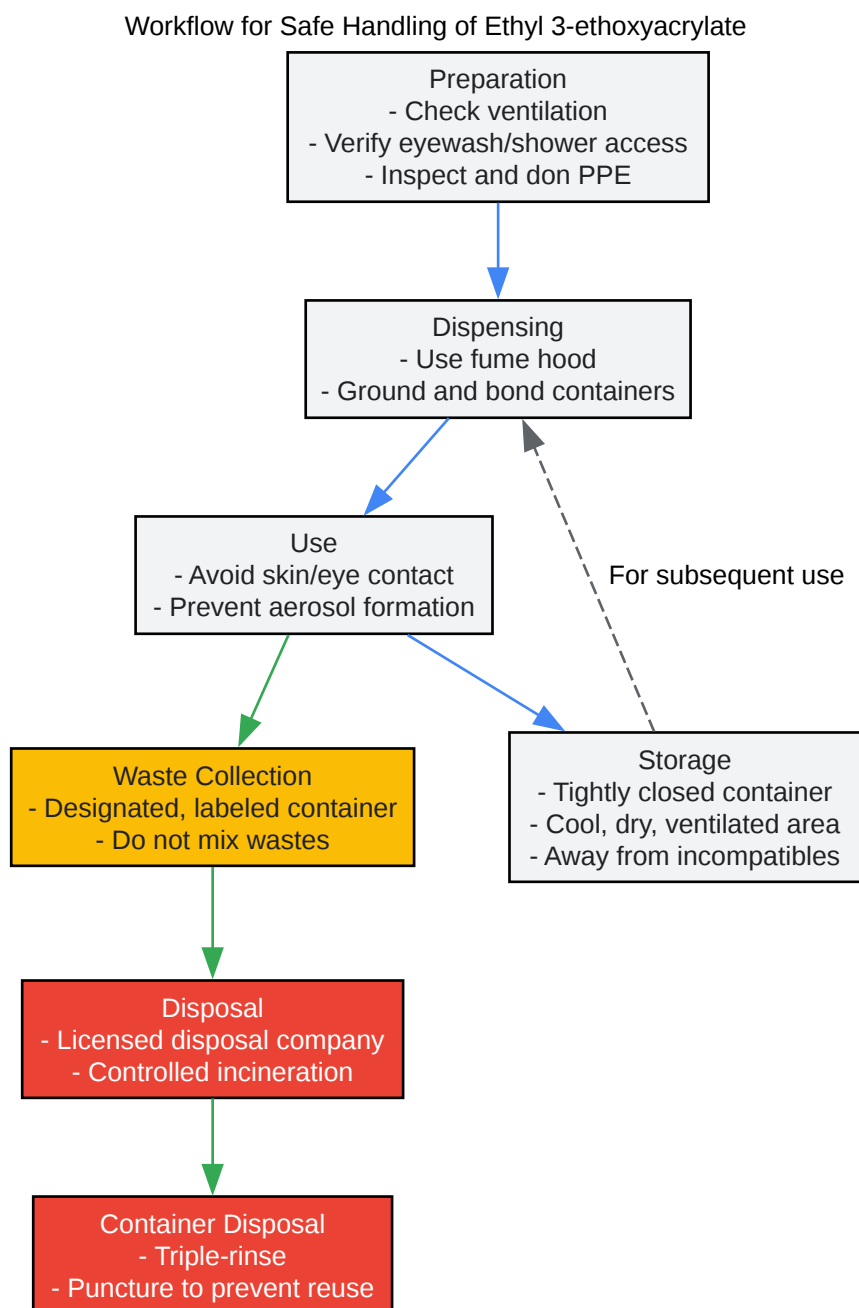 Workflow for Safe Handling of Ethyl 3-ethoxyacrylate
Preparation
- Check ventilation
- Verify eyewash/shower access
- Inspect and don PPE
Dispensing
- Use fume hood
- Ground and bond containers
Use
- Avoid skin/eye contact
- Prevent aerosol formation
For subsequent use
Waste Collection
- Designated, labeled container
- Do not mix wastes
Storage
- Tightly closed container
- Cool, dry, ventilated area
- Away from incompatibles
Disposal
- Licensed disposal company
- Controlled incineration
Container Disposal
- Triple-rinse
- Puncture to prevent reuse